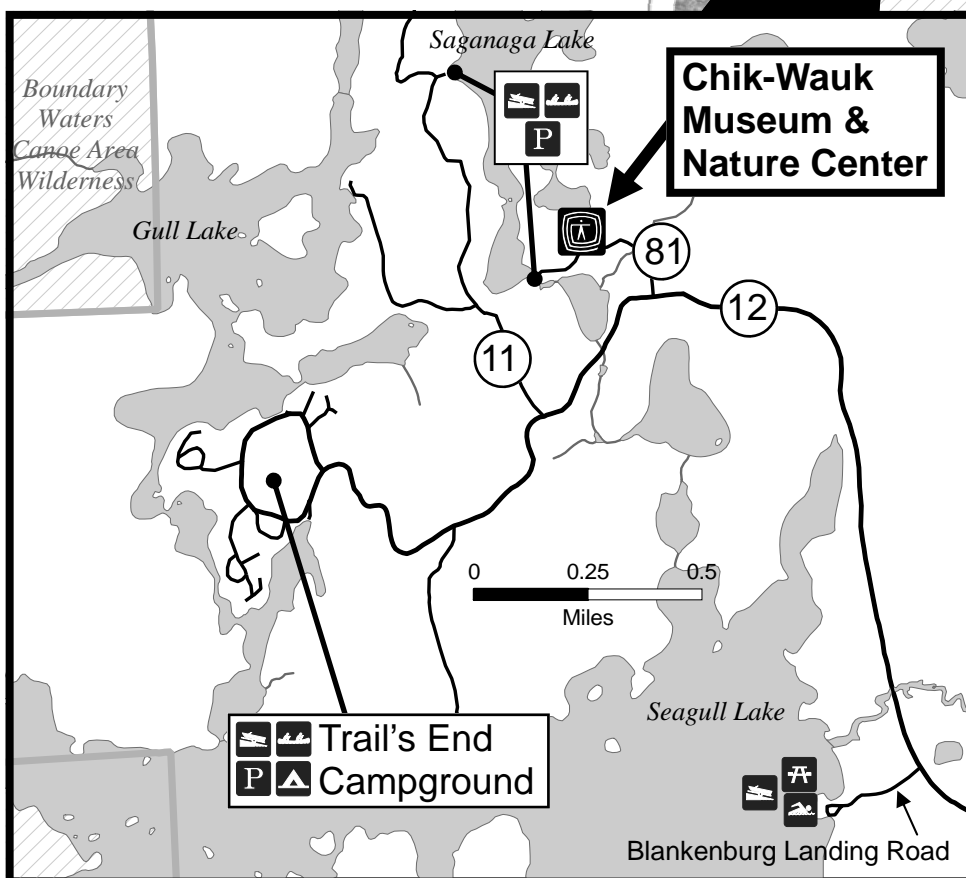 Saganaga Lake
Boundary
Waters
Canoe Area
Wilderness
P
Chik-Wauk
Museum &
Nature Center
Gull Lake
81
12
11
0 0.25 0.5
Miles
Seagull Lake
Trail's End
P Campground
Blankenburg Landing Road